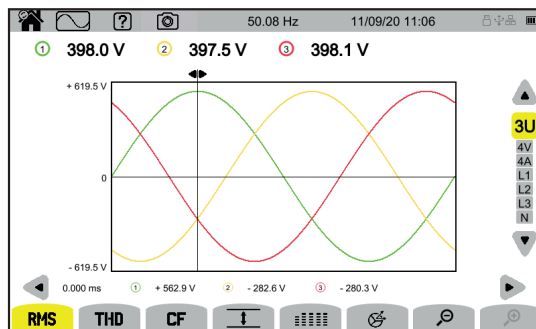 ? 50.08 Hz 11/09/20 11:06
1 398.0 V 2 397.5 V 3 398.1 V
+ 619.5 V
0
- 619.5 V
3U
4V
4A
L1
L2
L3
N
0.000 ms 1 + 562.9 V 2 - 282.6 V 3 - 280.3 V
RMS THD CF